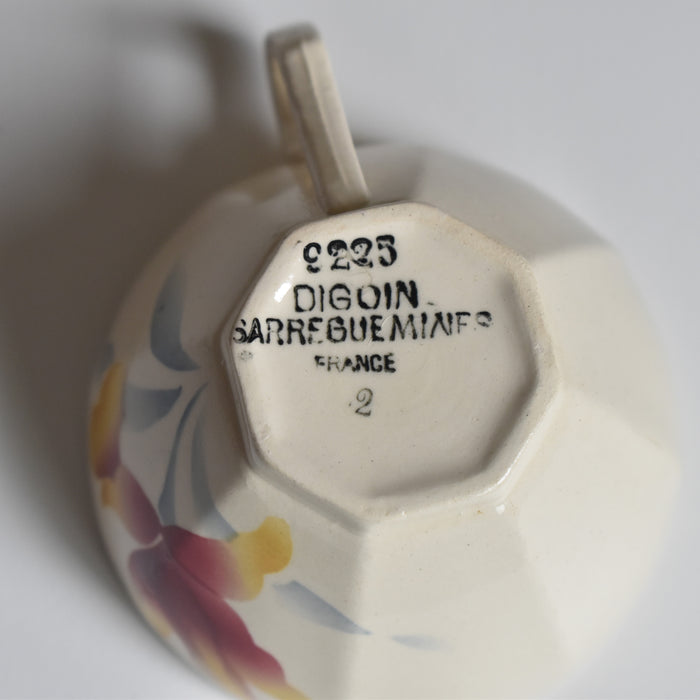 9225
DIGOIN
SARREGUEMINES
FRANCE
2